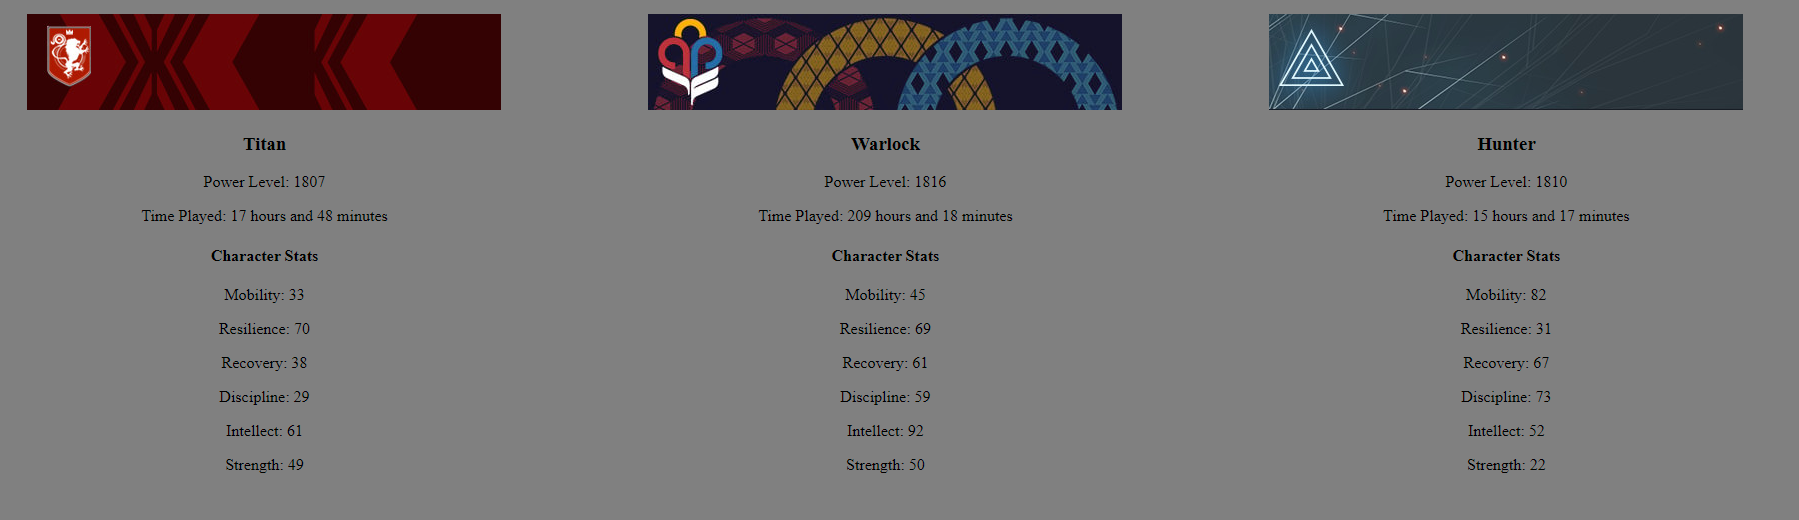 Titan
Power Level: 1807
Time Played: 17 hours and 48 minutes
Character Stats
Mobility: 33
Resilience: 70
Recovery: 38
Discipline: 29
Intellect: 61
Strength: 49
Warlock
Power Level: 1816
Time Played: 209 hours and 18 minutes
Character Stats
Mobility: 45
Resilience: 69
Recovery: 61
Discipline: 59
Intellect: 92
Strength: 50
Hunter
Power Level: 1810
Time Played: 15 hours and 17 minutes
Character Stats
Mobility: 82
Resilience: 31
Recovery: 67
Discipline: 73
Intellect: 52
Strength: 22